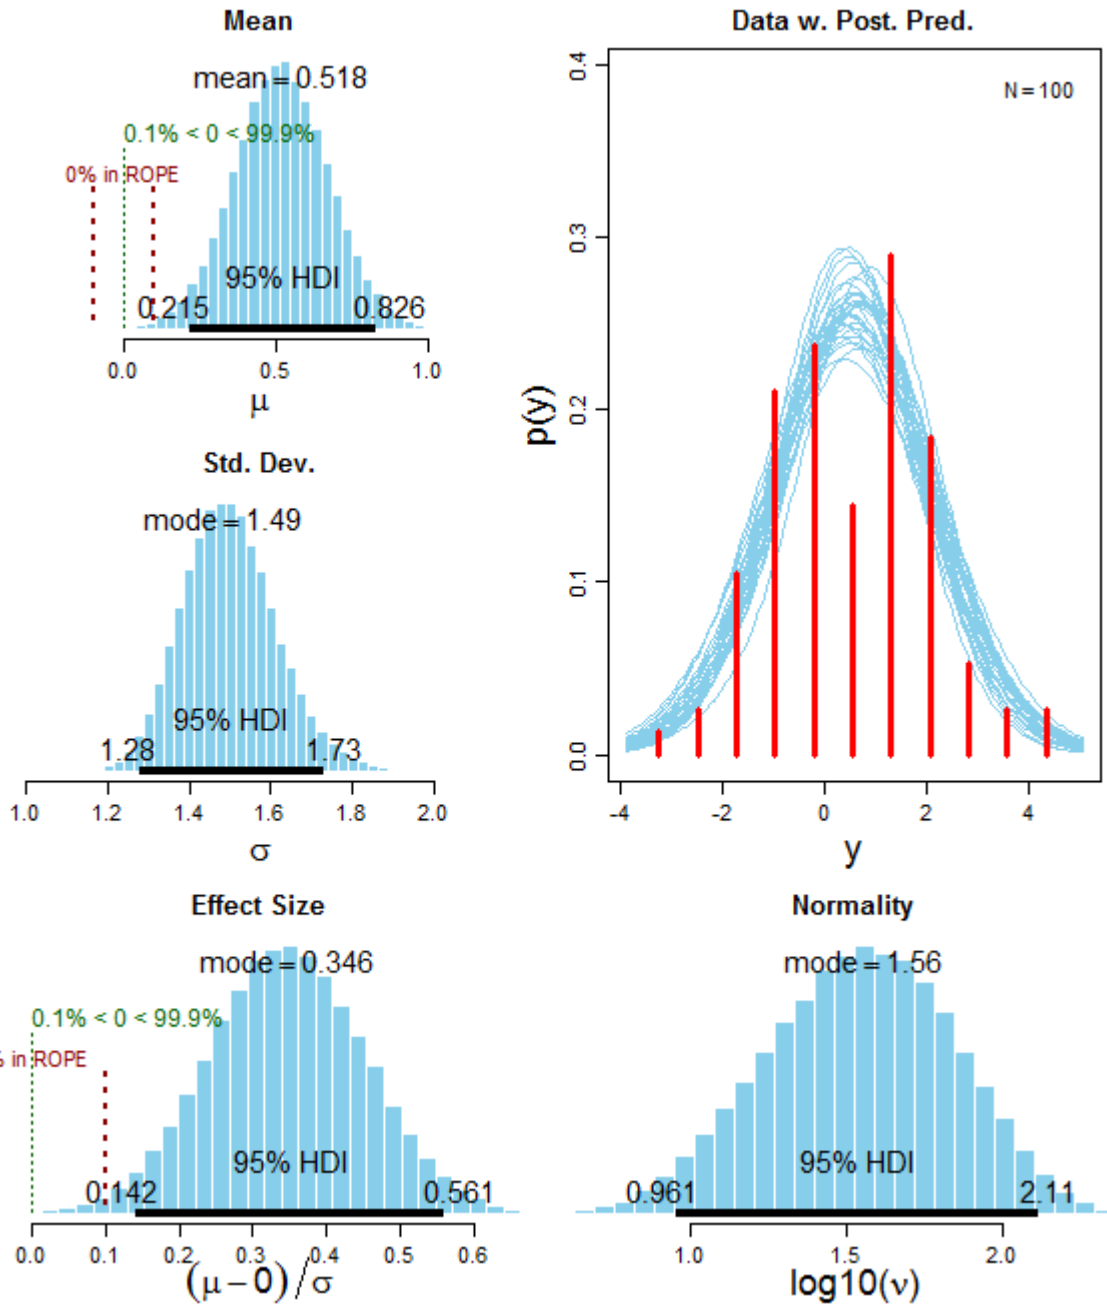 Mean
mean = 0.518
0.1% < 0 < 99.9%
0% in ROPE
95% HDI
0.215 0.826
0.0 0.5 1.0
μ
Data w. Post. Pred.
N = 100
0.4
0.3
0.2
0.1
0.0
p(y)
-4 -2 0 2 4
y
Std. Dev.
mode = 1.49
95% HDI
1.28 1.73
1.0 1.2 1.4 1.6 1.8 2.0
σ
Effect Size
mode = 0.346
0.1% < 0 < 99.9%
% in ROPE
95% HDI
0.142 0.561
0.0 0.1 0.2 0.3 0.4 0.5 0.6
(μ − 0) / σ
Normality
mode = 1.56
95% HDI
0.961 2.11
1.0 1.5 2.0
log10(ν)